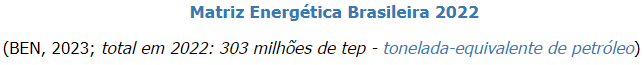 Matriz Energética Brasileira 2022
(BEN, 2023; total em 2022: 303 milhões de tep - tonelada-equivalente de petróleo)